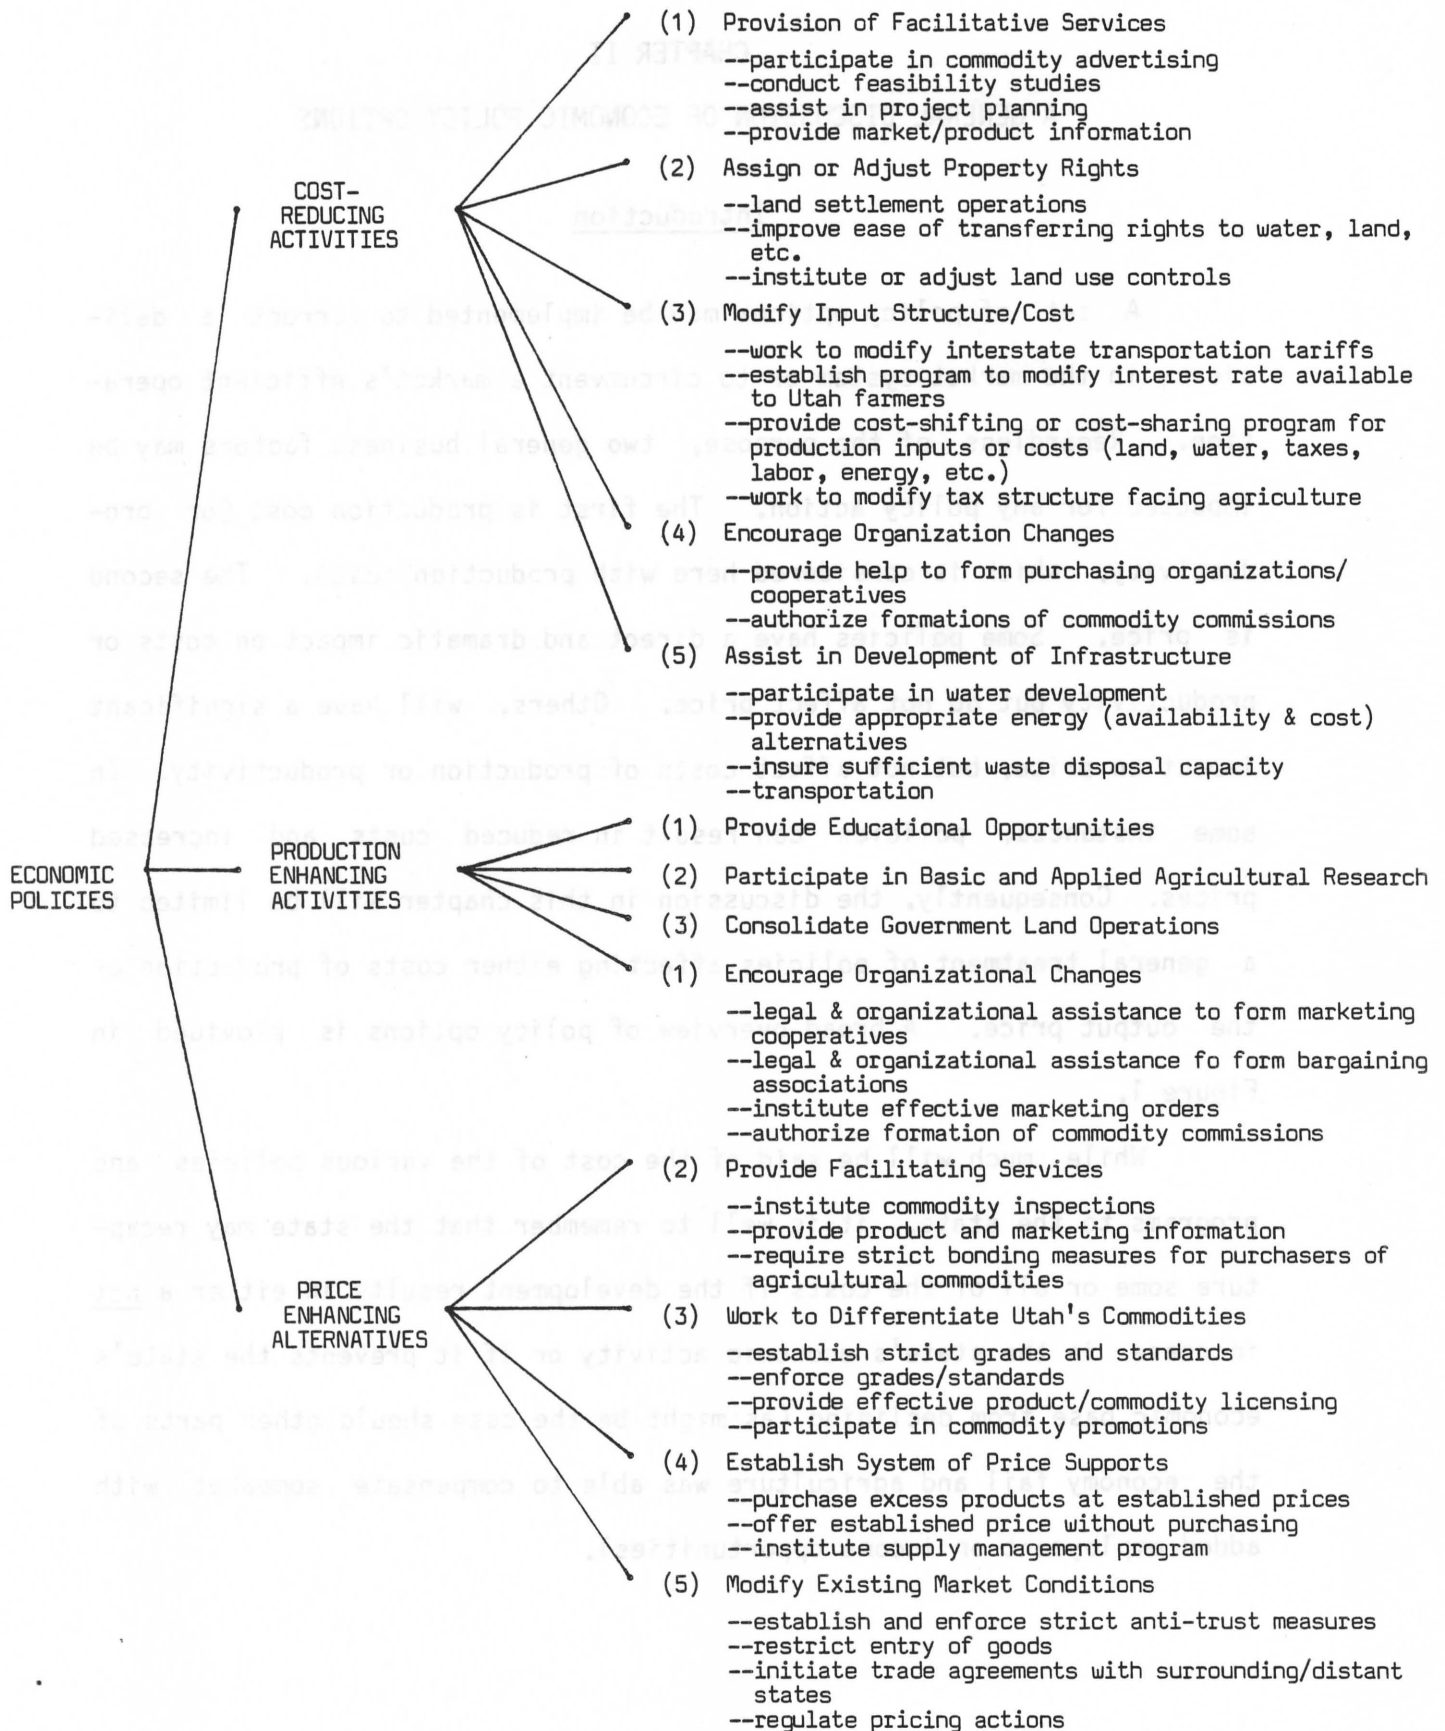 ECONOMIC
POLICIES
COST-
REDUCING
ACTIVITIES
(1) Provision of Facilitative Services
--participate in commodity advertising
--conduct feasibility studies
--assist in project planning
--provide market/product information
(2) Assign or Adjust Property Rights
--land settlement operations
--improve ease of transferring rights to water, land,
etc.
--institute or adjust land use controls
(3) Modify Input Structure/Cost
--work to modify interstate transportation tariffs
--establish program to modify interest rate available
to Utah farmers
--provide cost-shifting or cost-sharing program for
production inputs or costs (land, water, taxes,
labor, energy, etc.)
--work to modify tax structure facing agriculture
(4) Encourage Organization Changes
--provide help to form purchasing organizations/
cooperatives
--authorize formations of commodity commissions
(5) Assist in Development of Infrastructure
--participate in water development
--provide appropriate energy (availability & cost)
alternatives
--insure sufficient waste disposal capacity
--transportation
PRODUCTION
ENHANCING
ACTIVITIES
(1) Provide Educational Opportunities
(2) Participate in Basic and Applied Agricultural Research
(3) Consolidate Government Land Operations
PRICE
ENHANCING
ALTERNATIVES
(1) Encourage Organizational Changes
--legal & organizational assistance to form marketing
cooperatives
--legal & organizational assistance fo form bargaining
associations
--institute effective marketing orders
--authorize formation of commodity commissions
(2) Provide Facilitating Services
--institute commodity inspections
--provide product and marketing information
--require strict bonding measures for purchasers of
agricultural commodities
(3) Work to Differentiate Utah's Commodities
--establish strict grades and standards
--enforce grades/standards
--provide effective product/commodity licensing
--participate in commodity promotions
(4) Establish System of Price Supports
--purchase excess products at established prices
--offer established price without purchasing
--institute supply management program
(5) Modify Existing Market Conditions
--establish and enforce strict anti-trust measures
--restrict entry of goods
--initiate trade agreements with surrounding/distant
states
--regulate pricing actions